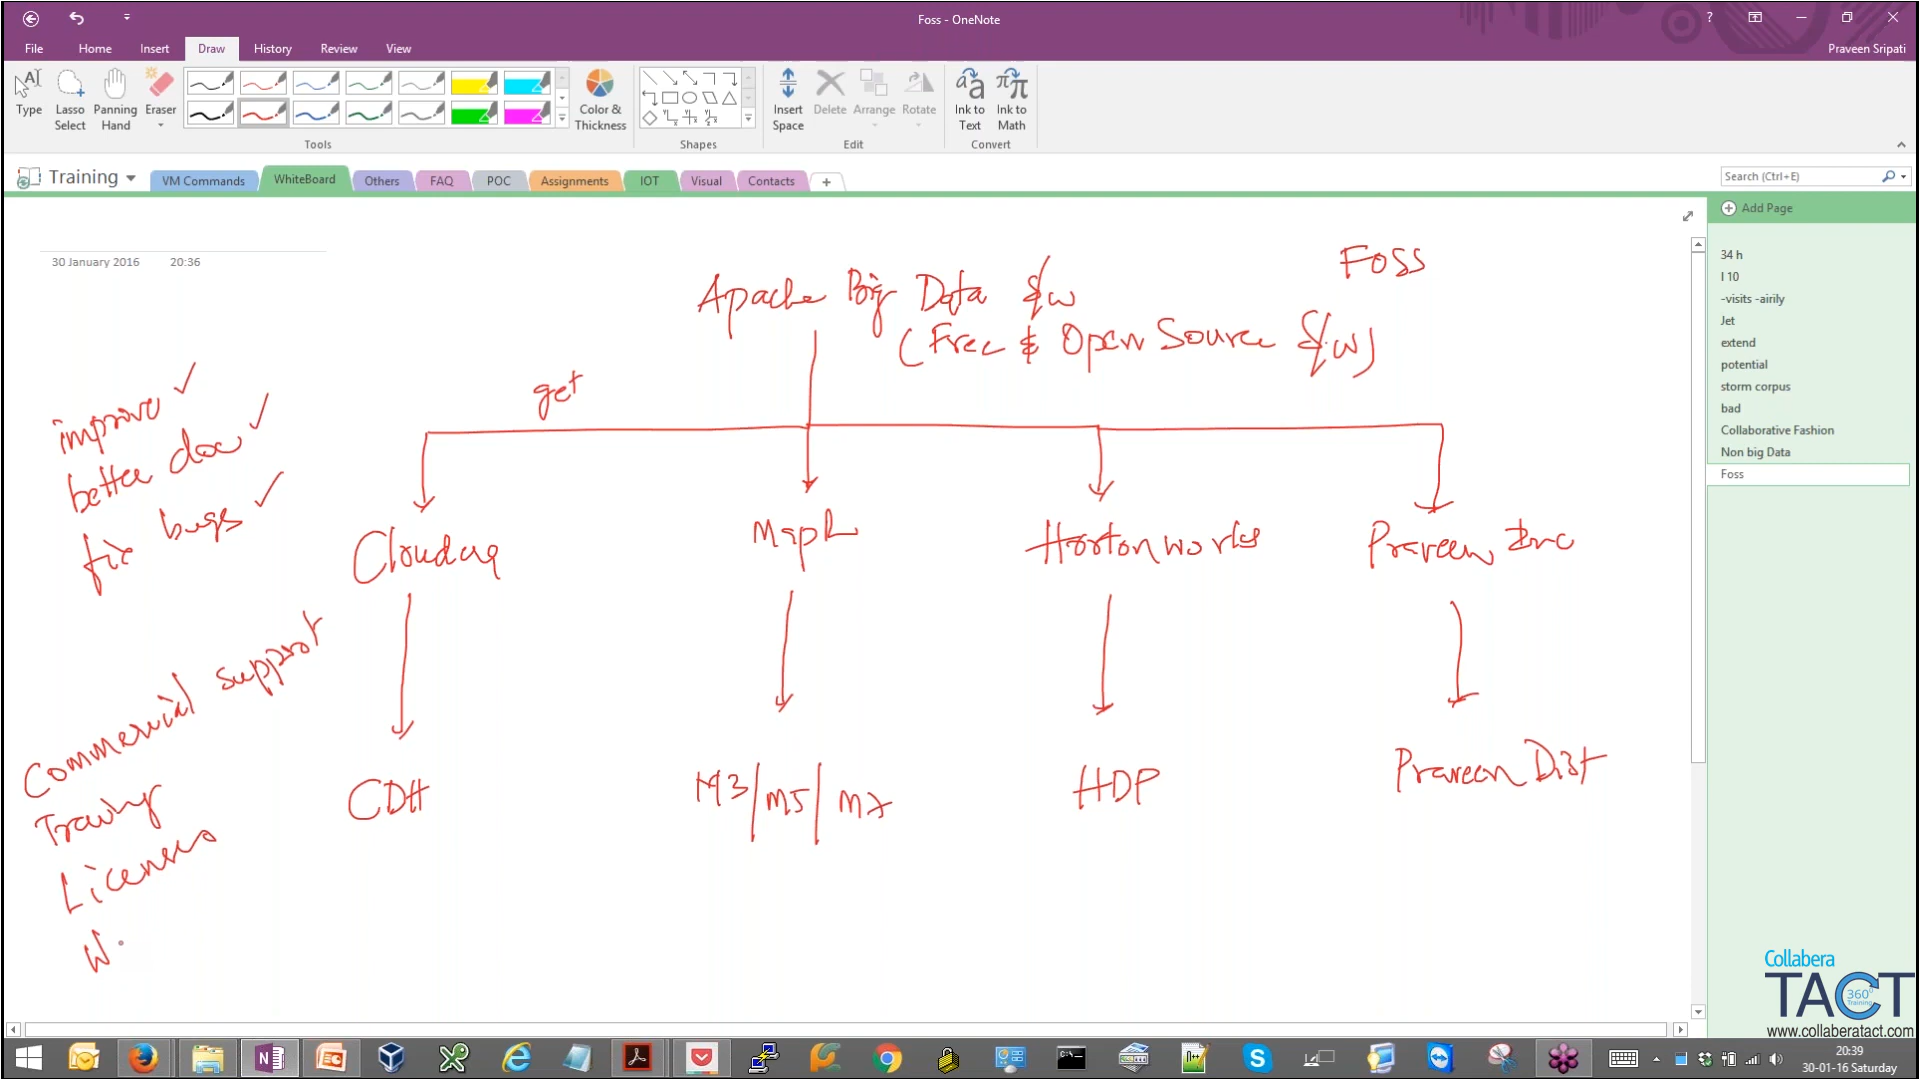 Foss - OneNote
?
File Home Insert Draw History Review View
Praveen Sripati
Type Lasso Select Panning Hand Eraser
Color & Thickness
Insert Space Delete Arrange Rotate
Ink to Text Ink to Math
Tools Shapes Edit Convert
Training VM Commands WhiteBoard Others FAQ POC Assignments IOT Visual Contacts +
Search (Ctrl+E)
Add Page
34 h
I 10
-visits -airily
Jet
extend
potential
storm corpus
bad
Collaborative Fashion
Non big Data
Foss
30 January 2016 20:36
Foss
Apache Big Data S/w
(Free & Open Source S/w)
get
improve ✓
better doc ✓
fix bugs ✓
MapR
Hortonworks
Praveen Inc
Commercial support
Training
Licenses
W
CDH
M3/M5/M7
HDP
Praveen Dist
Collabera
TACT
360°
Training
www.collaberatact.com
20:39
30-01-16 Saturday